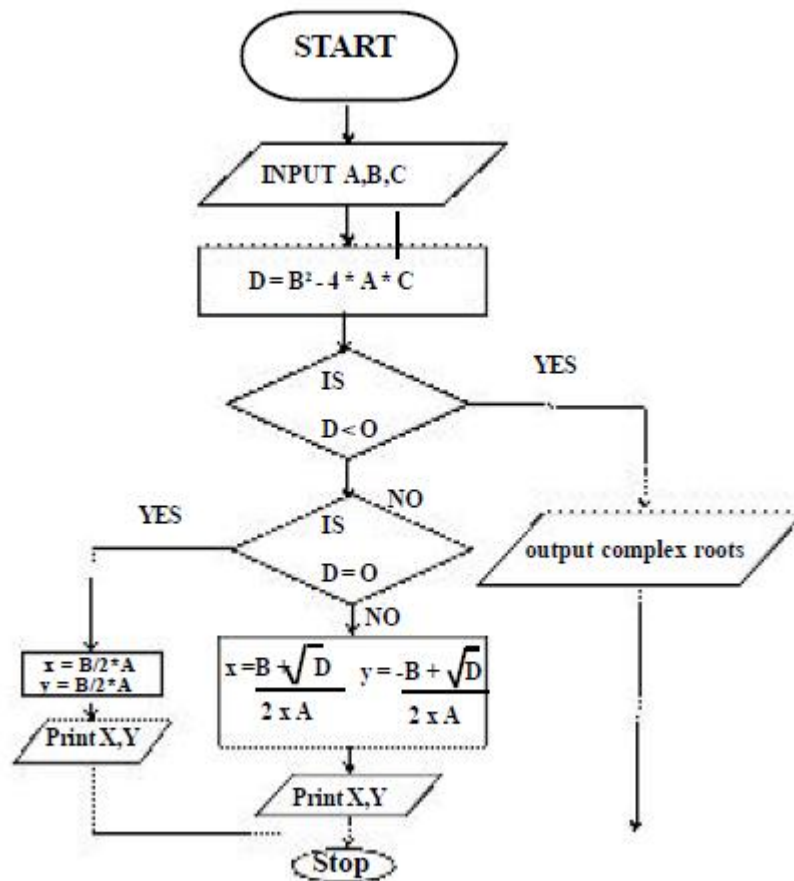 START
INPUT A,B,C
D = B² - 4 * A * C
IS
D < O
YES
NO
IS
D = O
YES
NO
output complex roots
x = B/2*A
y = B/2*A
Print X,Y
x = B + √D
2 x A
y = -B + √D
2 x A
Print X,Y
Stop